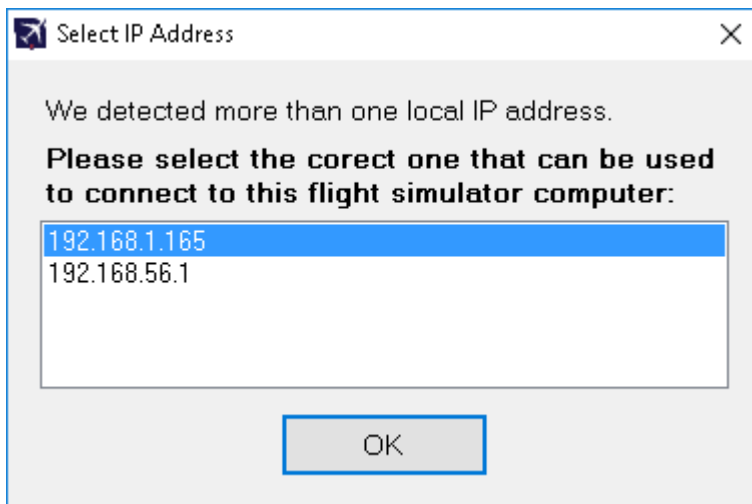 Select IP Address
We detected more than one local IP address.
Please select the corect one that can be used
to connect to this flight simulator computer:
192.168.1.165
192.168.56.1
OK